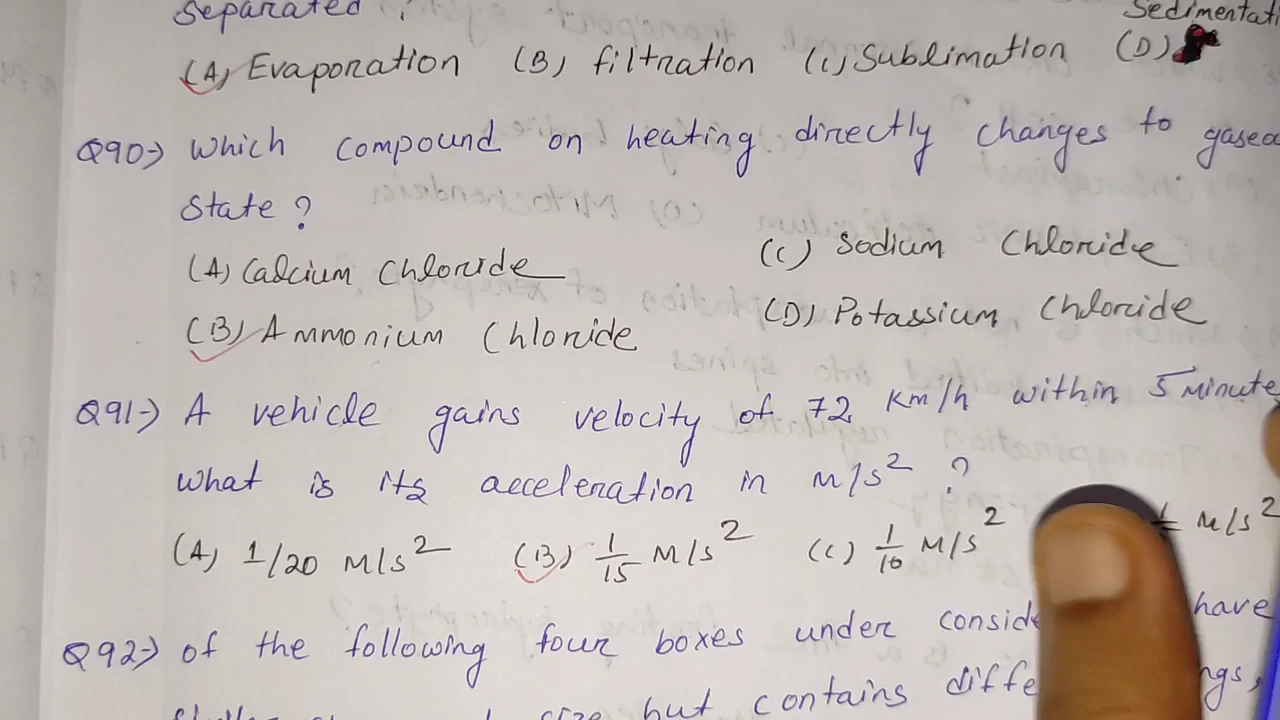 Separated ?
Sedimentati
(A) Evaporation (B) filtration (C) Sublimation (D)
Q90→ Which compound on heating directly changes to gaseo
State?
(A) Calcium Chloride (C) Sodium Chloride
(B) Ammonium Chloride (D) Potassium Chloride
Q91→ A vehicle gains velocity of 72 Km/h within 5 minute
What is its acceleration in M/s² ?
(A) 1/20 M/s² (B) 1/15 M/s² (C) 1/10 M/s² M/s²
Q92→ of the following four boxes under conside have
size but contains diffe ngs,